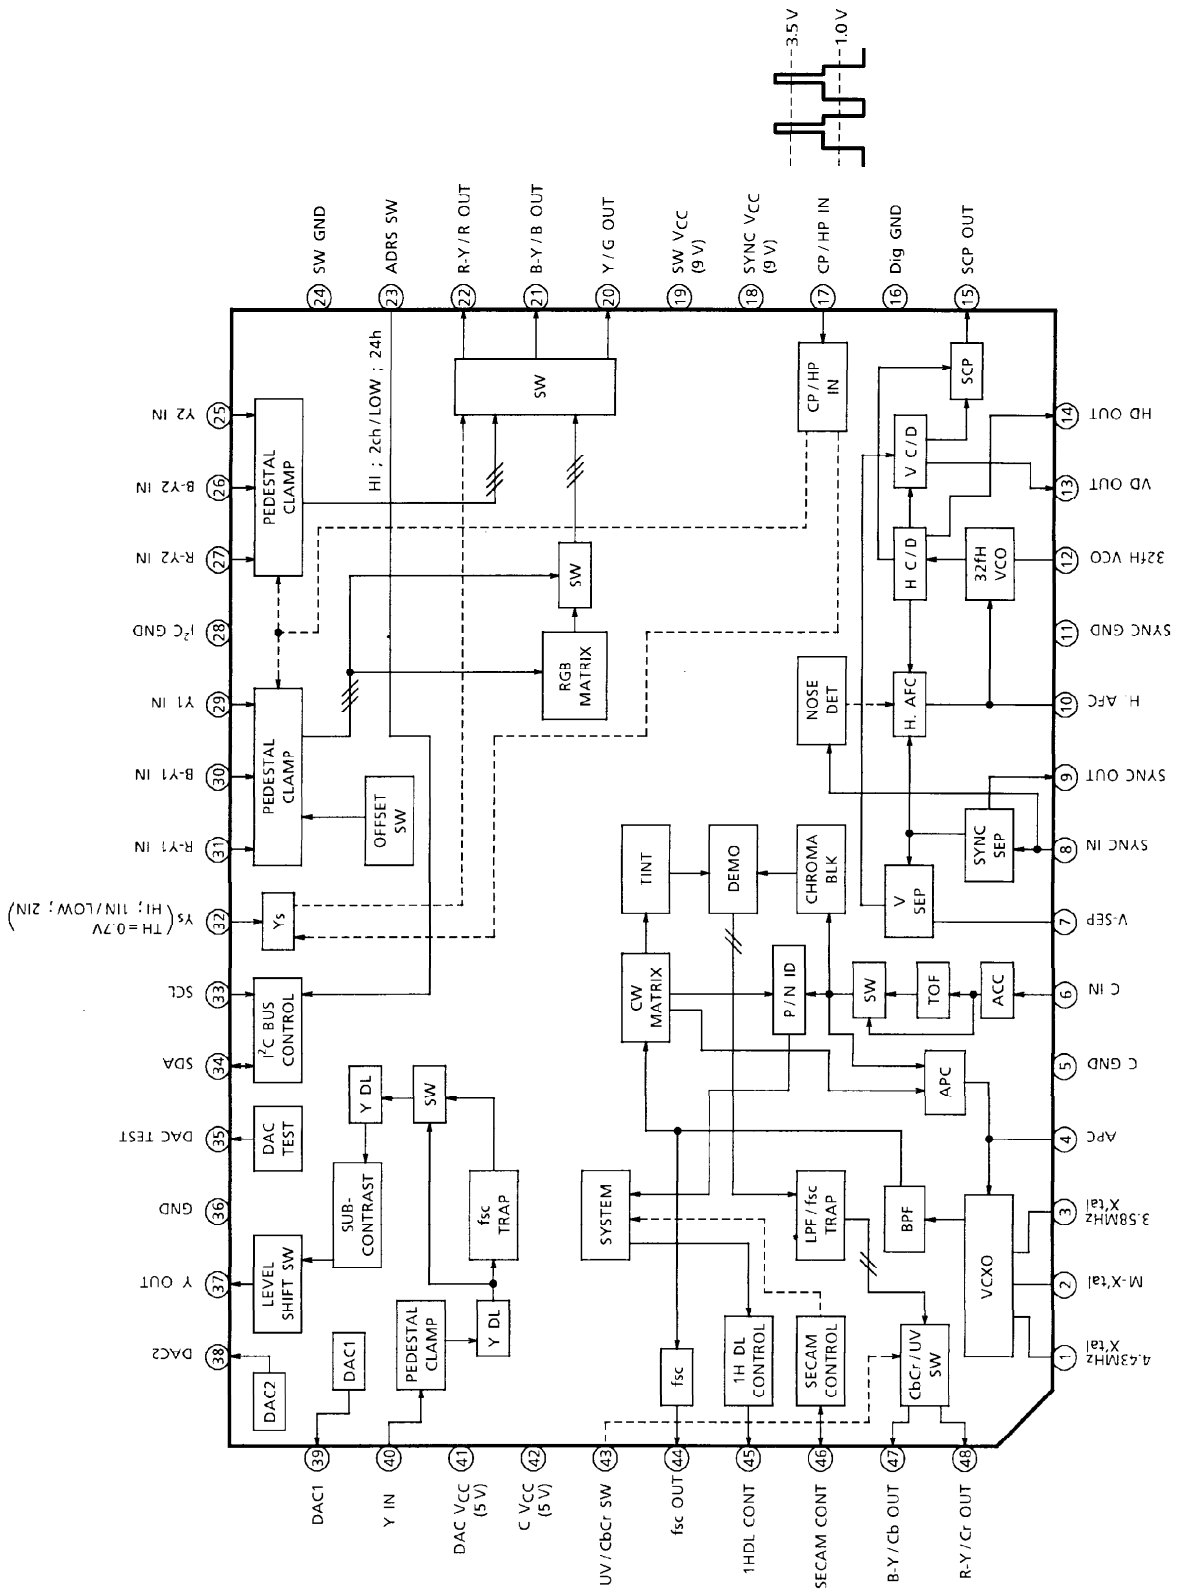 3.5 V
1.0 V
24 SW GND
23 ADRS SW
22 R-Y / R OUT
21 B-Y / B OUT
20 Y / G OUT
19 SW VCC
(9 V)
18 SYNC VCC
(9 V)
17 CP / HP IN
16 Dig GND
15 SCP OUT
Y2 IN 25
B-Y2 IN 26
R-Y2 IN 27
I²C GND 28
Y1 IN 29
B-Y1 IN 30
R-Y1 IN 31
Ys (TH = 0.7V
HI ; 1IN / LOW ; 2IN) 32
SCL 33
SDA 34
DAC TEST 35
GND 36
Y OUT 37
DAC2 38
39 DAC1
40 Y IN
41 DAC VCC
(5 V)
42 C VCC
(5 V)
43 UV / CbCr SW
44 fsc OUT
45 1HDL CONT
46 SECAM CONT
47 B-Y / Cb OUT
48 R-Y / Cr OUT
1 4.43MHz
X'tal
2 M-X'tal
3 3.58MHz
X'tal
4 APC
5 C GND
6 C IN
7 V-SEP
8 SYNC IN
9 SYNC OUT
10 H. AFC
11 SYNC GND
12 32fH VCO
13 VD OUT
14 HD OUT
PEDESTAL
CLAMP
HI ; 2ch / LOW ; 24h
SW
CP / HP
IN
SCP
V C / D
H C / D
32fH
VCO
SW
RGB
MATRIX
PEDESTAL
CLAMP
OFFSET
SW
NOSE
DET
H. AFC
SYNC
SEP
V
SEP
Ys
TINT
DEMO
CHROMA
BLK
I²C BUS
CONTROL
CW
MATRIX
P / N ID
SW
TOF
ACC
Y DL
SW
APC
DAC
TEST
SUB-
CONTRAST
fsc
TRAP
SYSTEM
LPF / fsc
TRAP
BPF
LEVEL
SHIFT SW
VCXO
DAC2
DAC1
PEDESTAL
CLAMP
Y DL
fsc
1H DL
CONTROL
SECAM
CONTROL
CbCr / UV
SW